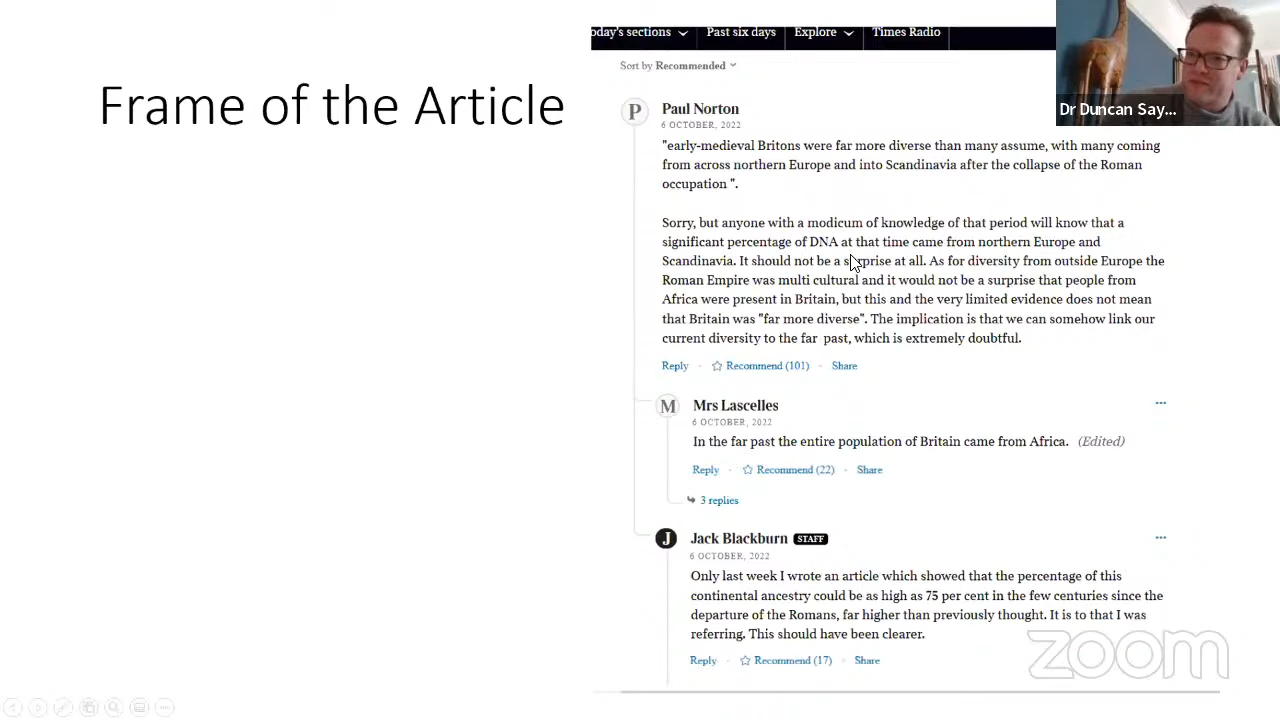 Frame of the Article
oday's sections Past six days Explore Times Radio
Sort by Recommended
Dr Duncan Say...
P Paul Norton
6 OCTOBER, 2022
"early-medieval Britons were far more diverse than many assume, with many coming
from across northern Europe and into Scandinavia after the collapse of the Roman
occupation ".
Sorry, but anyone with a modicum of knowledge of that period will know that a
significant percentage of DNA at that time came from northern Europe and
Scandinavia. It should not be a surprise at all. As for diversity from outside Europe the
Roman Empire was multi cultural and it would not be a surprise that people from
Africa were present in Britain, but this and the very limited evidence does not mean
that Britain was "far more diverse". The implication is that we can somehow link our
current diversity to the far past, which is extremely doubtful.
Reply · Recommend (101) · Share
M Mrs Lascelles
6 OCTOBER, 2022
In the far past the entire population of Britain came from Africa. (Edited)
Reply · Recommend (22) · Share
3 replies
J Jack Blackburn STAFF
6 OCTOBER, 2022
Only last week I wrote an article which showed that the percentage of this
continental ancestry could be as high as 75 per cent in the few centuries since the
departure of the Romans, far higher than previously thought. It is to that I was
referring. This should have been clearer.
Reply · Recommend (17) · Share
zoom